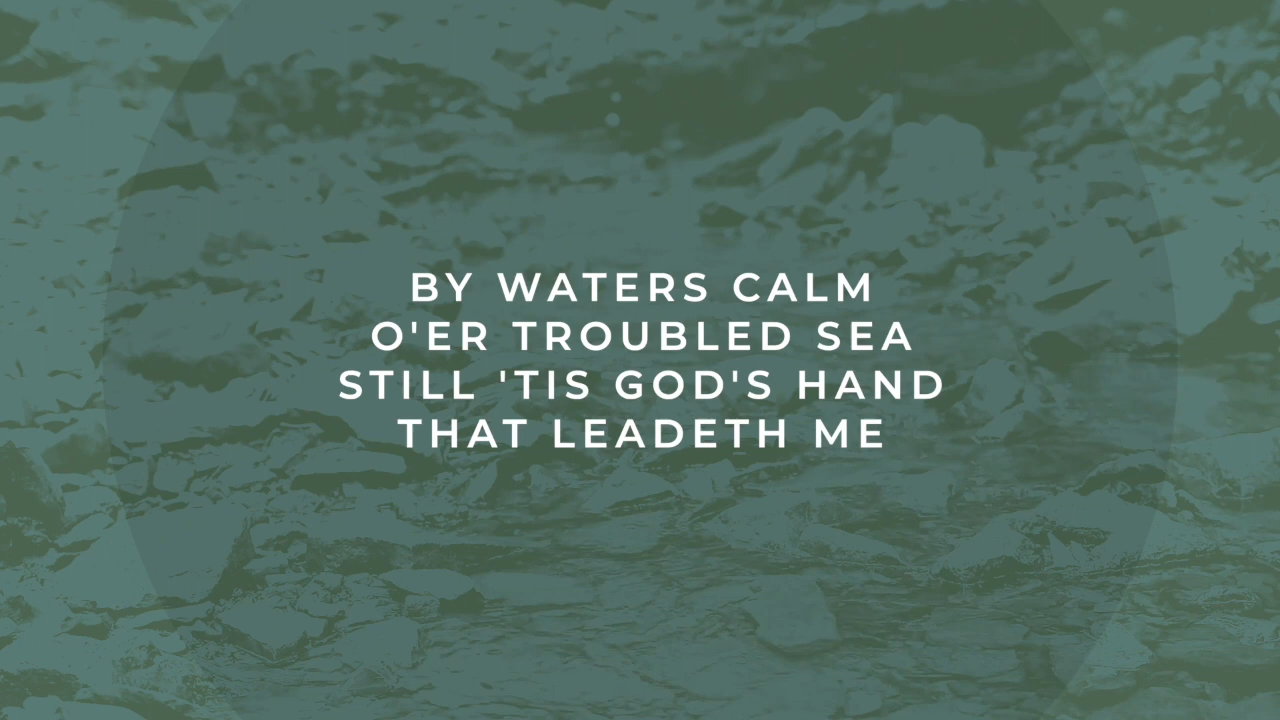 BY WATERS CALM
O'ER TROUBLED SEA
STILL 'TIS GOD'S HAND
THAT LEADETH ME